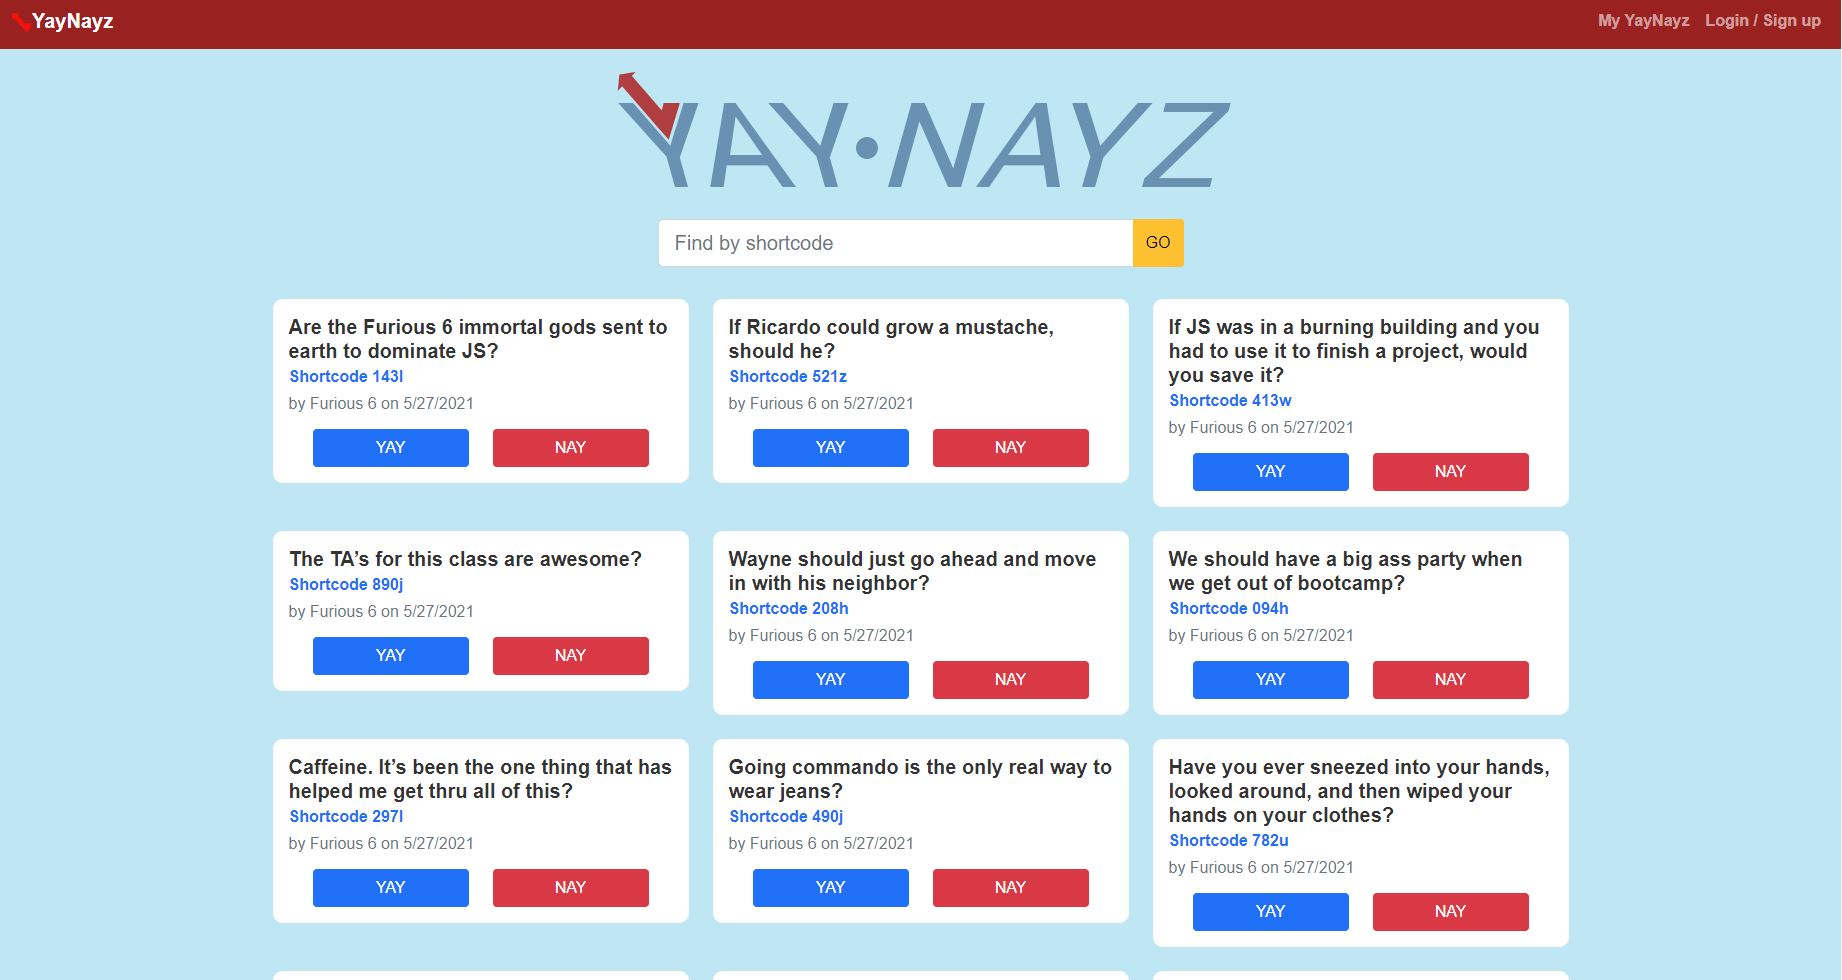 YayNayz
My YayNayz
Login / Sign up
YAY•NAYZ
Find by shortcode
GO
Are the Furious 6 immortal gods sent to
earth to dominate JS?
Shortcode 143l
by Furious 6 on 5/27/2021
YAY
NAY
If Ricardo could grow a mustache,
should he?
Shortcode 521z
by Furious 6 on 5/27/2021
YAY
NAY
If JS was in a burning building and you
had to use it to finish a project, would
you save it?
Shortcode 413w
by Furious 6 on 5/27/2021
YAY
NAY
The TA’s for this class are awesome?
Shortcode 890j
by Furious 6 on 5/27/2021
YAY
NAY
Wayne should just go ahead and move
in with his neighbor?
Shortcode 208h
by Furious 6 on 5/27/2021
YAY
NAY
We should have a big ass party when
we get out of bootcamp?
Shortcode 094h
by Furious 6 on 5/27/2021
YAY
NAY
Caffeine. It’s been the one thing that has
helped me get thru all of this?
Shortcode 297l
by Furious 6 on 5/27/2021
YAY
NAY
Going commando is the only real way to
wear jeans?
Shortcode 490j
by Furious 6 on 5/27/2021
YAY
NAY
Have you ever sneezed into your hands,
looked around, and then wiped your
hands on your clothes?
Shortcode 782u
by Furious 6 on 5/27/2021
YAY
NAY